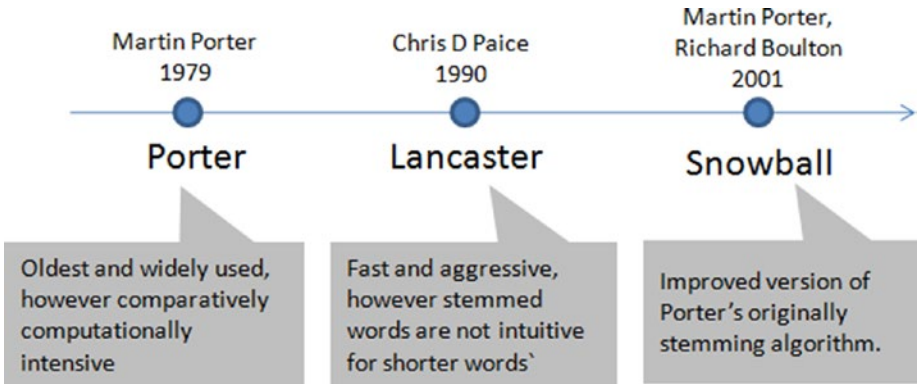 Martin Porter
1979
Chris D Paice
1990
Martin Porter,
Richard Boulton
2001
Porter
Lancaster
Snowball
Oldest and widely used,
however comparatively
computationally
intensive
Fast and aggressive,
however stemmed
words are not intuitive
for shorter words`
Improved version of
Porter's originally
stemming algorithm.